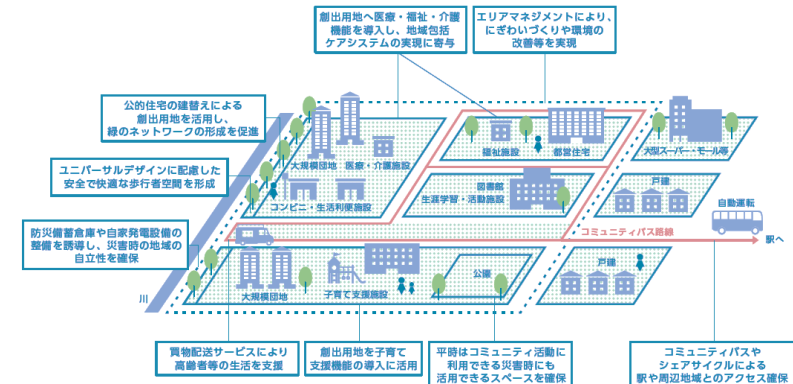 創出用地へ医療・福祉・介護
機能を導入し、地域包括
ケアシステムの実現に寄与
エリアマネジメントにより、
にぎわいづくりや環境の
改善等を実現
公的住宅の建替えによる
創出用地を活用し、
緑のネットワークの形成を促進
ユニバーサルデザインに配慮した
安全で快適な歩行者空間を形成
防災備蓄倉庫や自家発電設備の
整備を誘導し、災害時の地域の
自立性を確保
大規模団地
医療・介護施設
福祉施設
都営住宅
大型スーパー・モール等
コンビニ・生活利便施設
図書館
生涯学習・活動施設
戸建
自動運転
コミュニティバス路線
駅へ
川
大規模団地
子育て支援施設
公園
戸建
買物配送サービスにより
高齢者等の生活を支援
創出用地を子育て
支援機能の導入に活用
平時はコミュニティ活動に
利用できる災害時にも
活用できるスペースを確保
コミュニティバスや
シェアサイクルによる
駅や周辺地域とのアクセス確保